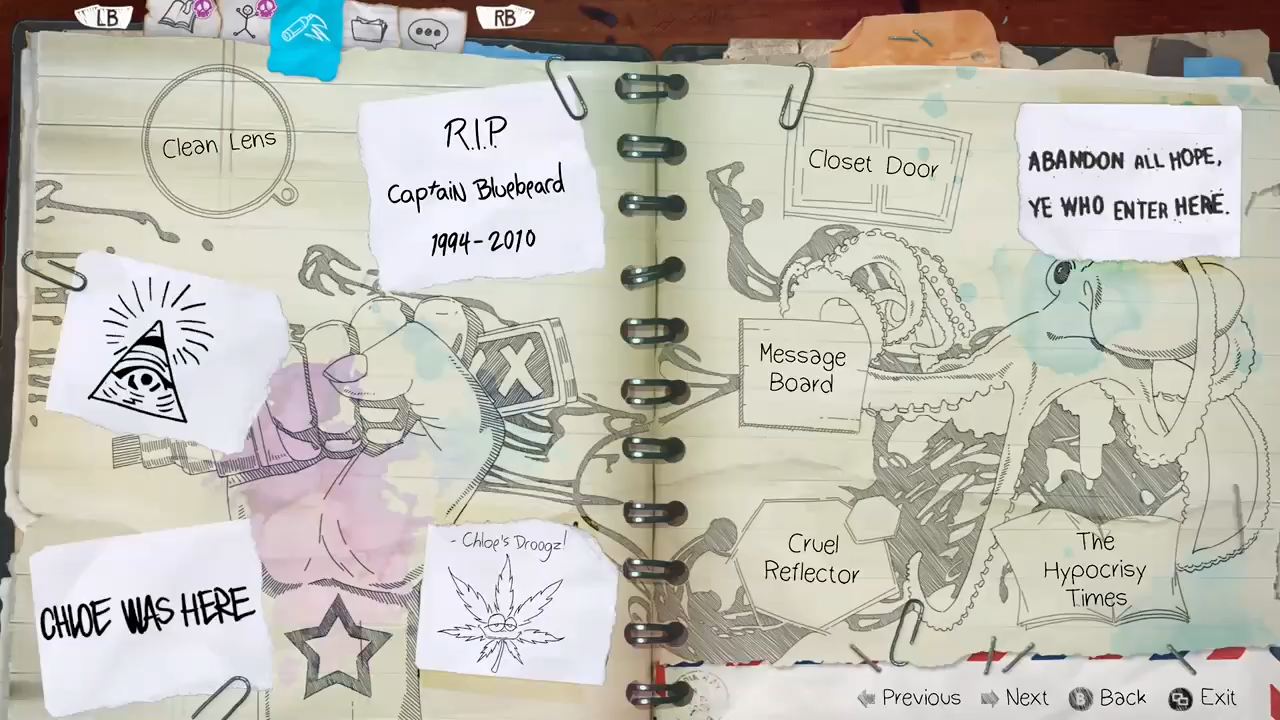 LB
RB
Clean Lens
R.I.P.
Captain Bluebeard
1994-2010
CHLOE WAS HERE
- Chloe's Droogz!
Closet Door
ABANDON ALL HOPE,
YE WHO ENTER HERE.
Message
Board
Cruel
Reflector
The
Hypocrisy
Times
Previous
Next
B Back
Exit